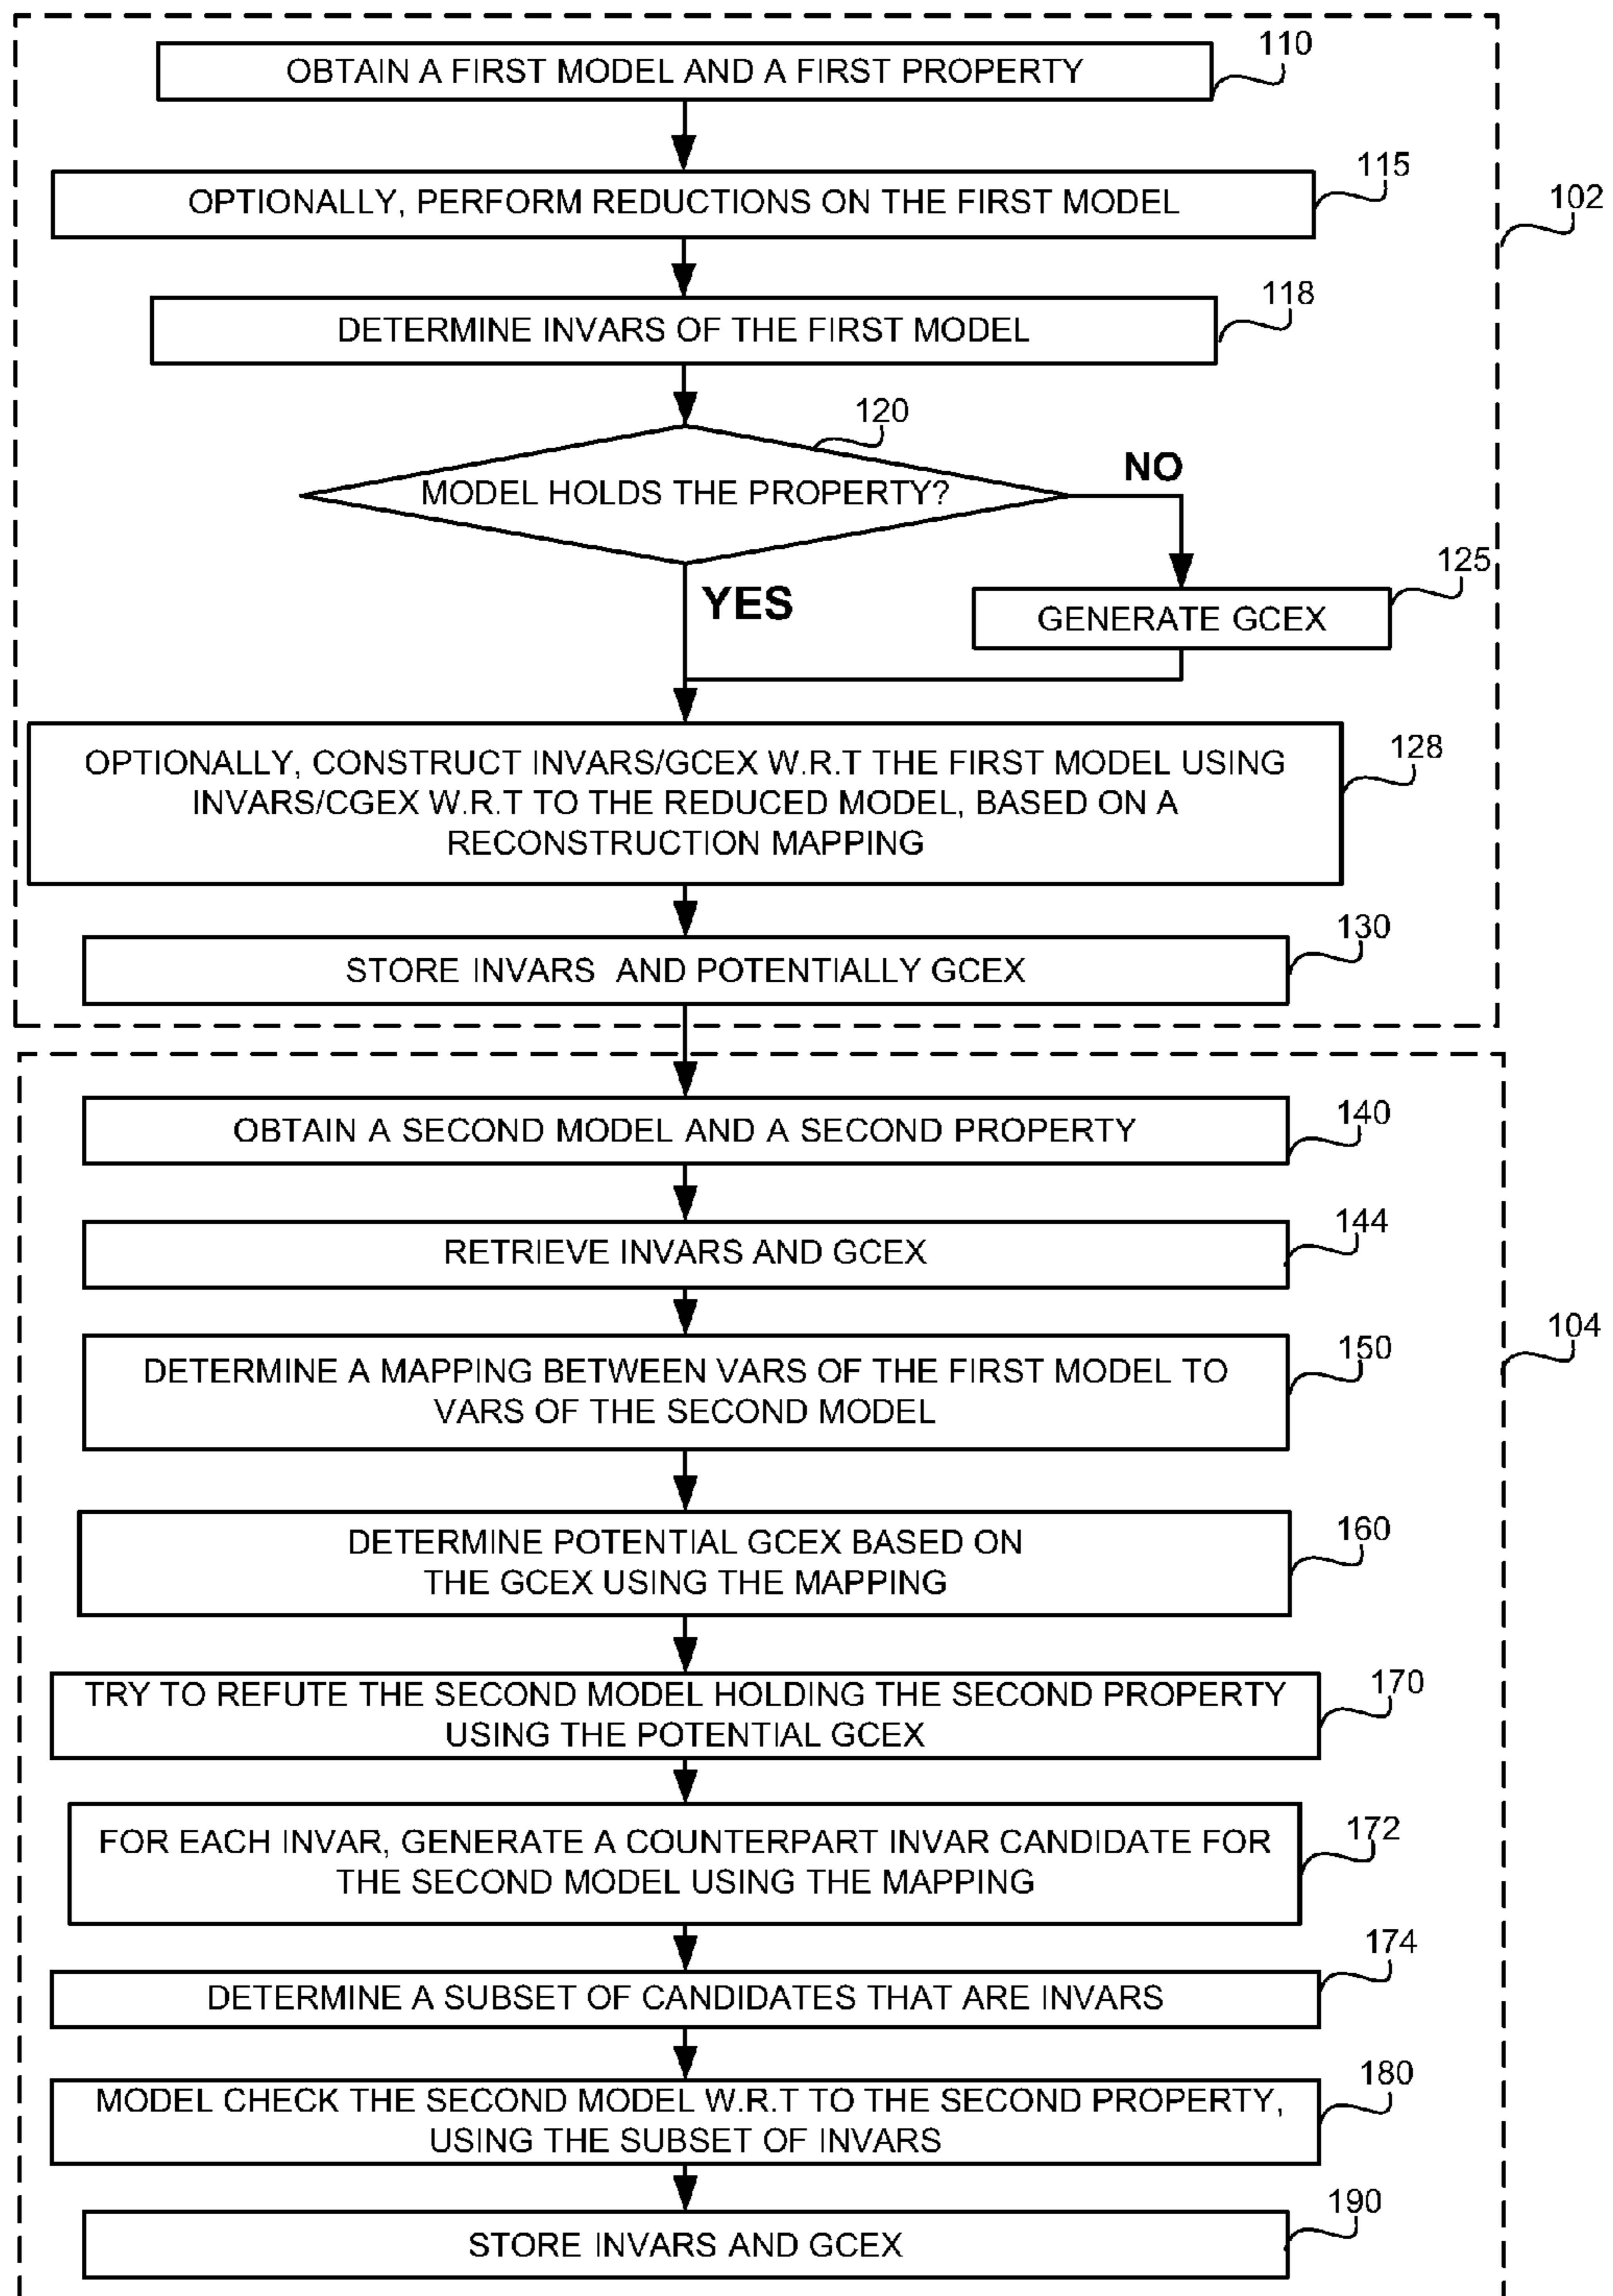 110
OBTAIN A FIRST MODEL AND A FIRST PROPERTY
115
OPTIONALLY, PERFORM REDUCTIONS ON THE FIRST MODEL
102
118
DETERMINE INVARS OF THE FIRST MODEL
120
MODEL HOLDS THE PROPERTY?
NO
YES
125
GENERATE GCEX
128
OPTIONALLY, CONSTRUCT INVARS/GCEX W.R.T THE FIRST MODEL USING
INVARS/CGEX W.R.T TO THE REDUCED MODEL, BASED ON A
RECONSTRUCTION MAPPING
130
STORE INVARS AND POTENTIALLY GCEX
140
OBTAIN A SECOND MODEL AND A SECOND PROPERTY
144
RETRIEVE INVARS AND GCEX
104
150
DETERMINE A MAPPING BETWEEN VARS OF THE FIRST MODEL TO
VARS OF THE SECOND MODEL
160
DETERMINE POTENTIAL GCEX BASED ON
THE GCEX USING THE MAPPING
170
TRY TO REFUTE THE SECOND MODEL HOLDING THE SECOND PROPERTY
USING THE POTENTIAL GCEX
172
FOR EACH INVAR, GENERATE A COUNTERPART INVAR CANDIDATE FOR
THE SECOND MODEL USING THE MAPPING
174
DETERMINE A SUBSET OF CANDIDATES THAT ARE INVARS
180
MODEL CHECK THE SECOND MODEL W.R.T TO THE SECOND PROPERTY,
USING THE SUBSET OF INVARS
190
STORE INVARS AND GCEX